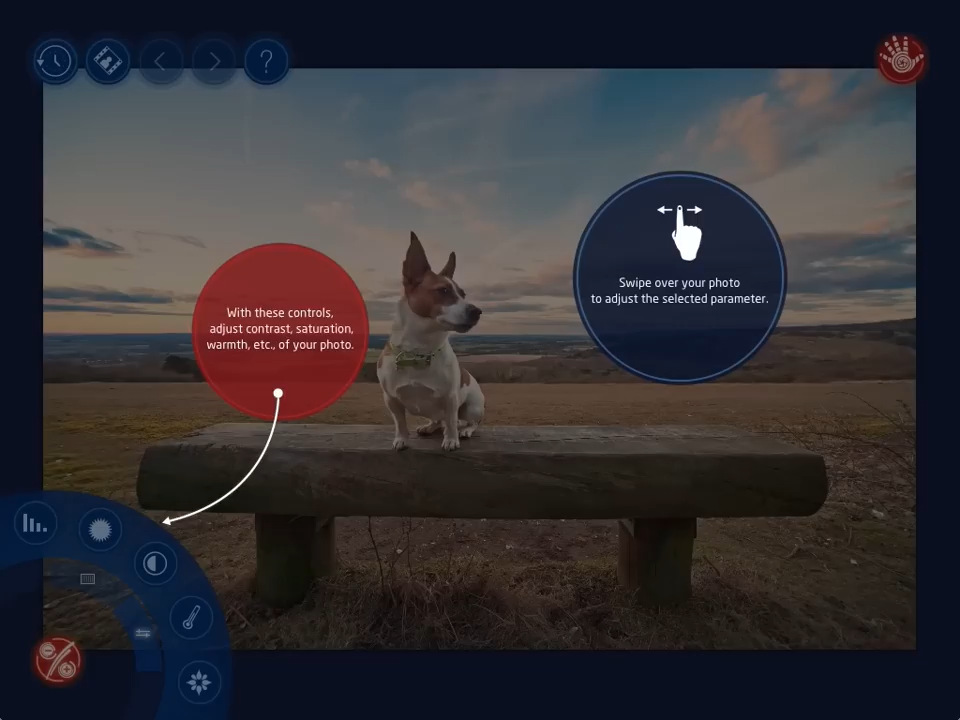 With these controls,
adjust contrast, saturation,
warmth, etc., of your photo.
Swipe over your photo
to adjust the selected parameter.